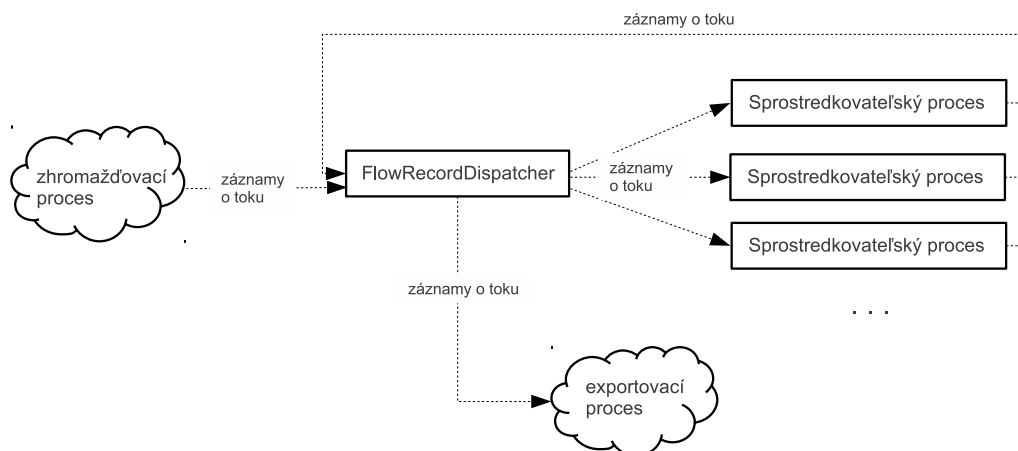 záznamy o toku
Sprostredkovateľský proces
zhromažďovací
proces
záznamy
o toku
FlowRecordDispatcher
záznamy
o toku
Sprostredkovateľský proces
Sprostredkovateľský proces
záznamy o toku
. . .
exportovací
proces